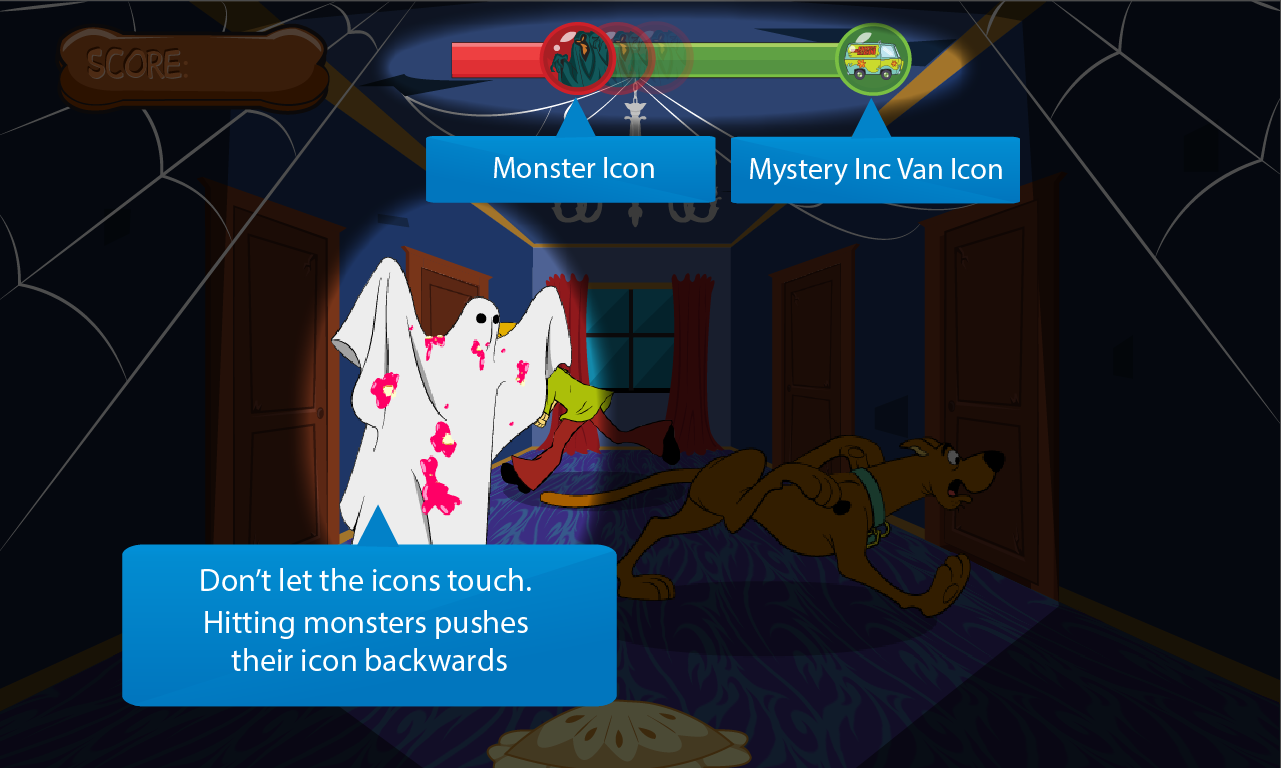 SCORE:
Monster Icon
Mystery Inc Van Icon
Don’t let the icons touch.
Hitting monsters pushes
their icon backwards